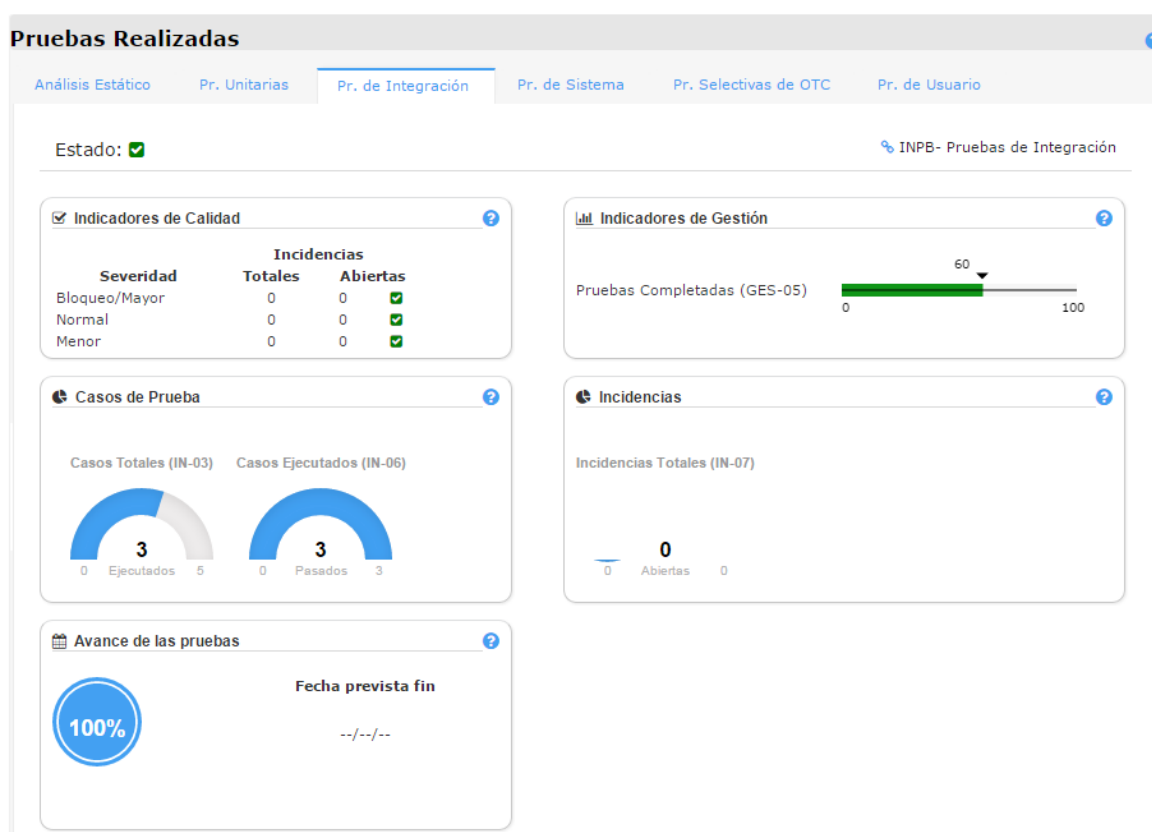 Pruebas Realizadas
Análisis Estático Pr. Unitarias Pr. de Integración Pr. de Sistema Pr. Selectivas de OTC Pr. de Usuario
Estado:
INPB- Pruebas de Integración
Indicadores de Calidad
Incidencias
Severidad Totales Abiertas
Bloqueo/Mayor 0 0
Normal 0 0
Menor 0 0
Indicadores de Gestión
60
Pruebas Completadas (GES-05)
0 100
Casos de Prueba
Casos Totales (IN-03) Casos Ejecutados (IN-06)
3 3
0 Ejecutados 5 0 Pasados 3
Incidencias
Incidencias Totales (IN-07)
0
0 Abiertas 0
Avance de las pruebas
Fecha prevista fin
100%
--/--/--